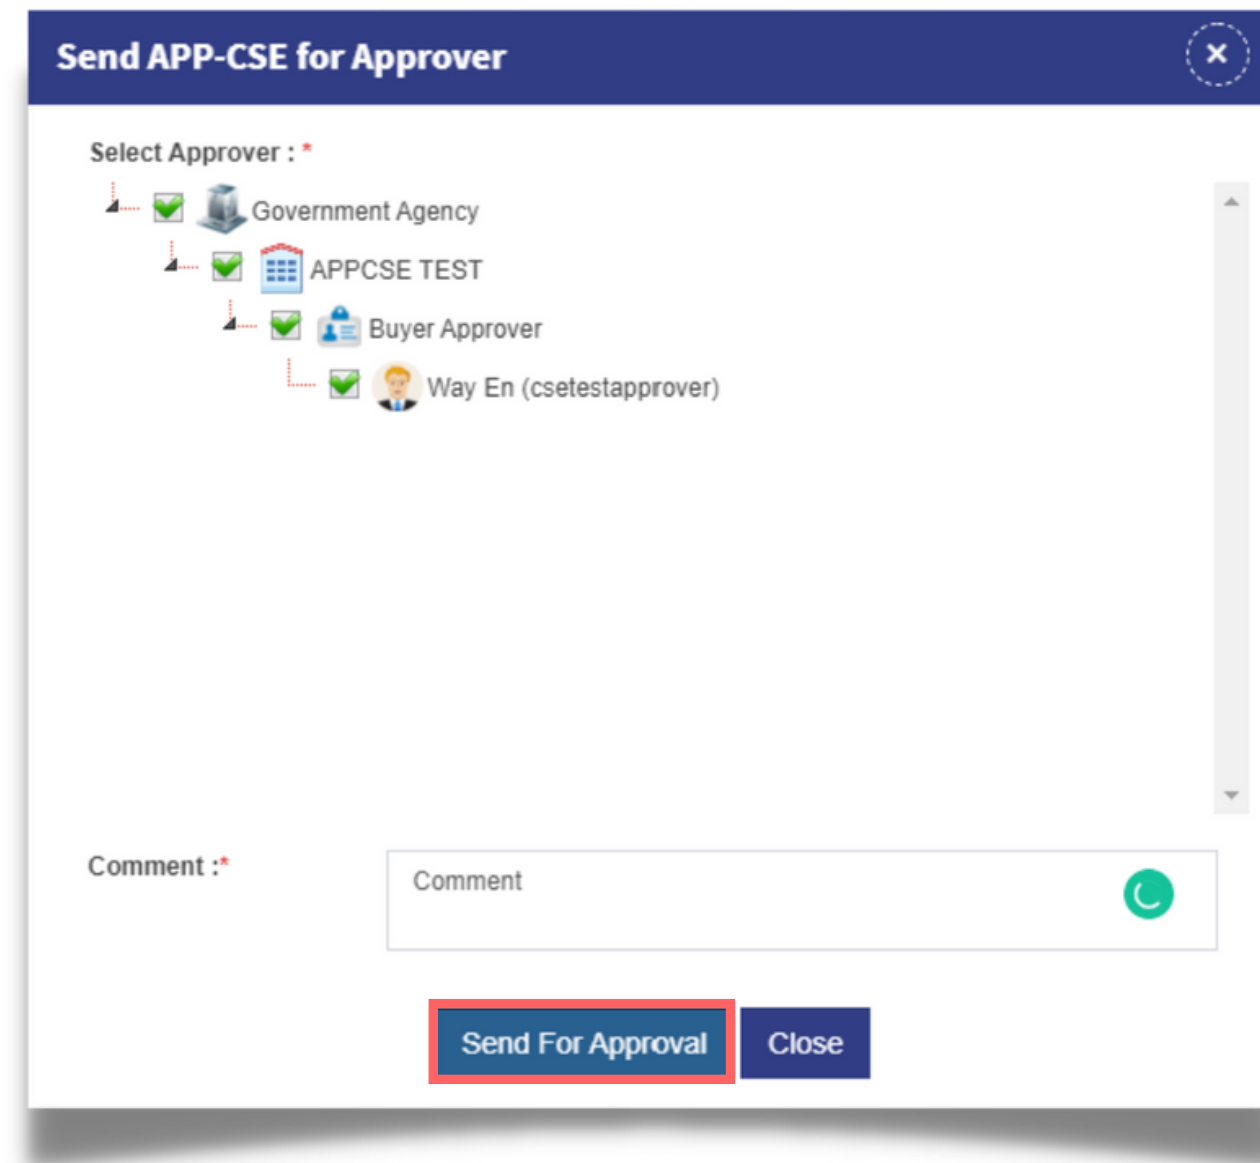 Send APP-CSE for Approver
Select Approver : *
Government Agency
APPCSE TEST
Buyer Approver
Way En (csetestapprover)
Comment :*
Comment
Send For Approval
Close